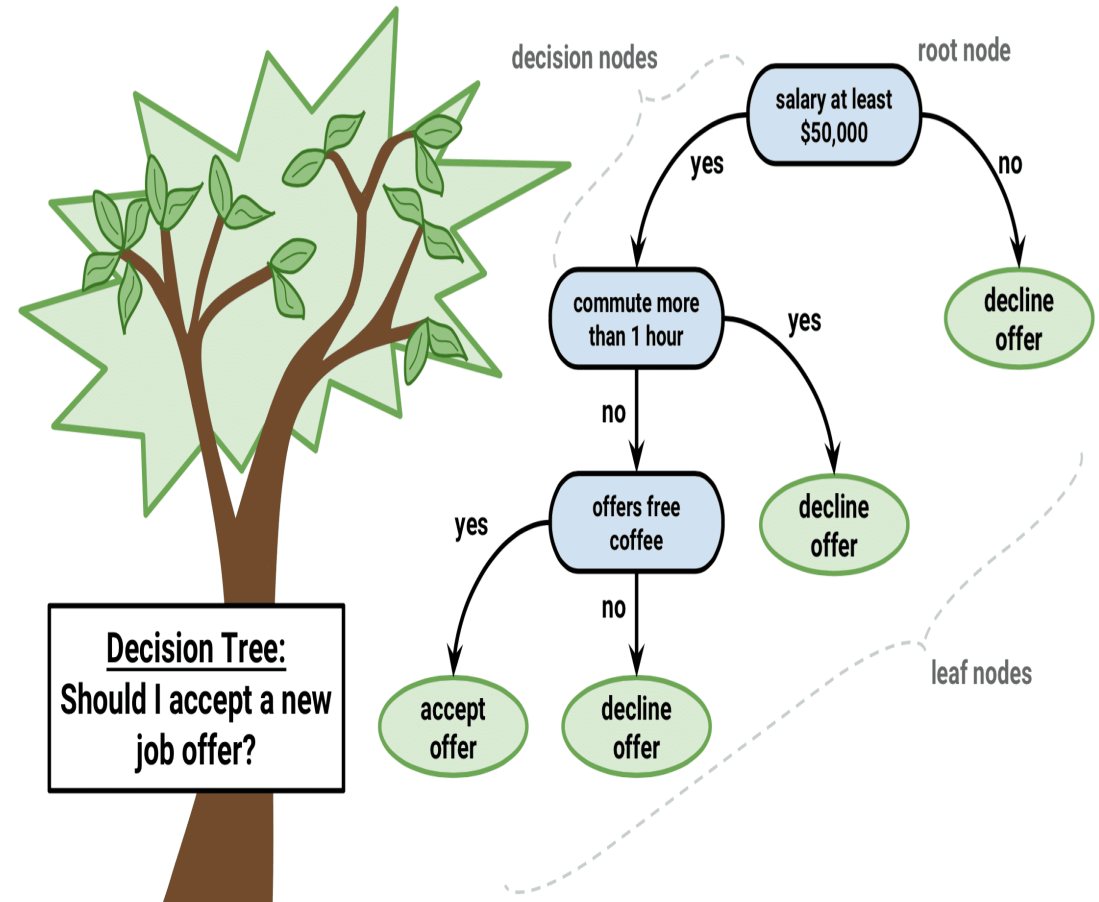 decision nodes
root node
salary at least
$50,000
yes
no
commute more
than 1 hour
decline
offer
yes
no
offers free
coffee
decline
offer
yes
no
Decision Tree:
Should I accept a new
job offer?
accept
offer
decline
offer
leaf nodes